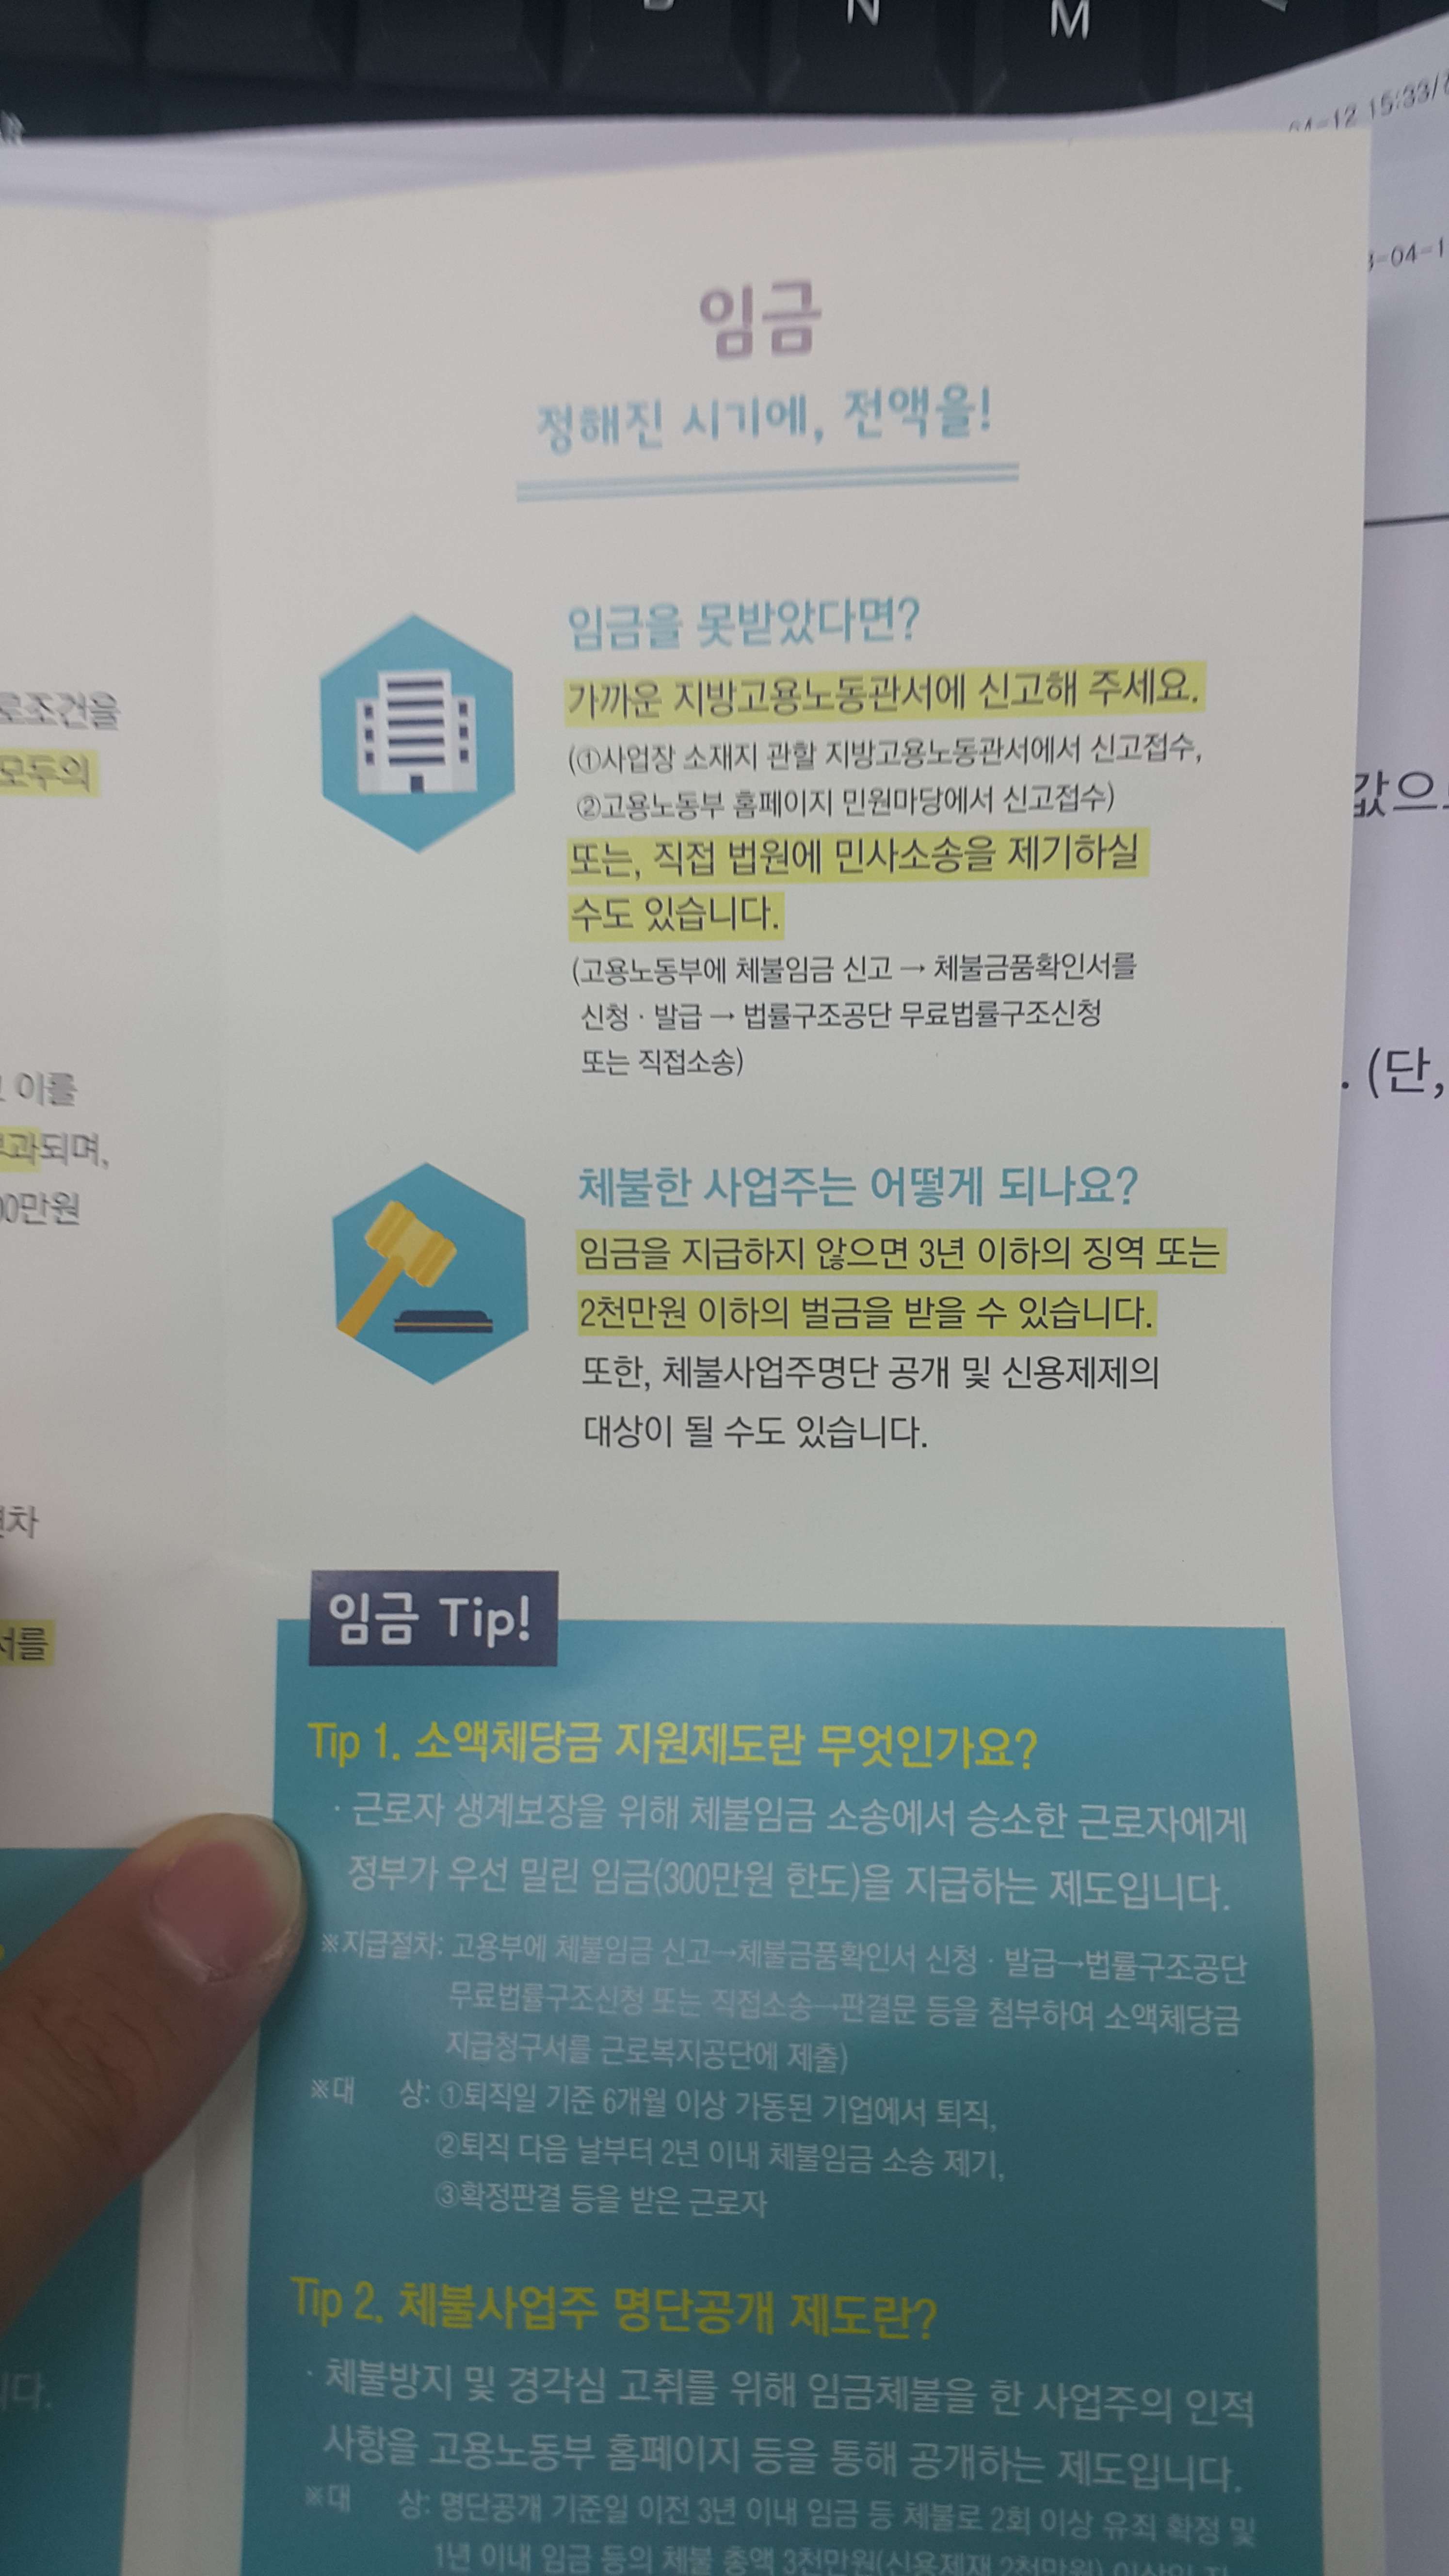 N
M
04-12 15:33/
-04-1
로조건을
모두의
이를
과되며,
00만원
차
서를
임금
정해진 시기에, 전액을!
임금을 못받았다면?
가까운 지방고용노동관서에 신고해 주세요.
(①사업장 소재지 관할 지방고용노동관서에서 신고접수,
②고용노동부 홈페이지 민원마당에서 신고접수)
또는, 직접 법원에 민사소송을 제기하실
수도 있습니다.
(고용노동부에 체불임금 신고 → 체불금품확인서를
신청 · 발급 → 법률구조공단 무료법률구조신청
또는 직접소송)
체불한 사업주는 어떻게 되나요?
임금을 지급하지 않으면 3년 이하의 징역 또는
2천만원 이하의 벌금을 받을 수 있습니다.
또한, 체불사업주명단 공개 및 신용제제의
대상이 될 수도 있습니다.
임금 Tip!
Tip 1. 소액체당금 지원제도란 무엇인가요?
· 근로자 생계보장을 위해 체불임금 소송에서 승소한 근로자에게
정부가 우선 밀린 임금(300만원 한도)을 지급하는 제도입니다.
※지급절차: 고용부에 체불임금 신고→체불금품확인서 신청 · 발급→법률구조공단
무료법률구조신청 또는 직접소송→판결문 등을 첨부하여 소액체당금
지급청구서를 근로복지공단에 제출)
※대 상: ①퇴직일 기준 6개월 이상 가동된 기업에서 퇴직,
②퇴직 다음 날부터 2년 이내 체불임금 소송 제기,
③확정판결 등을 받은 근로자
Tip 2. 체불사업주 명단공개 제도란?
· 체불방지 및 경각심 고취를 위해 임금체불을 한 사업주의 인적
사항을 고용노동부 홈페이지 등을 통해 공개하는 제도입니다.
※대 상: 명단공개 기준일 이전 3년 이내 임금 등 체불로 2회 이상 유죄 확정 및
1년 이내 임금 등의 체불 총액 3천만원(신용제재 2천만원) 이상인
값으
. (단,